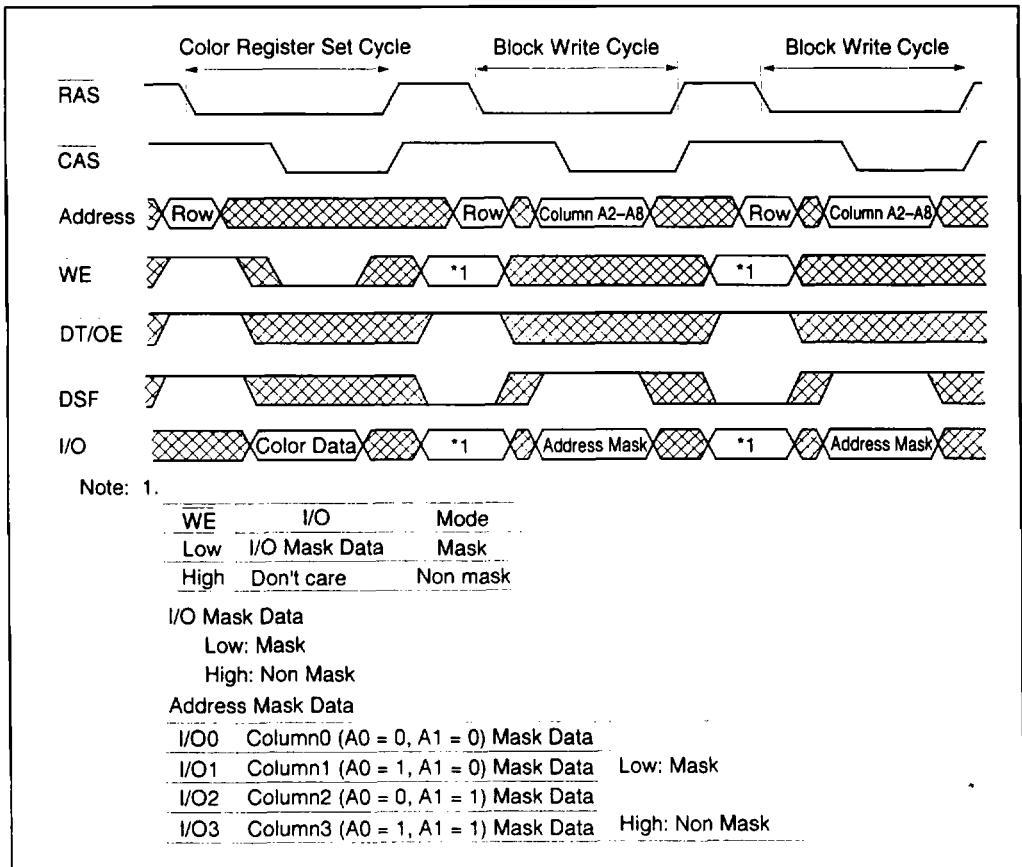 Color Register Set Cycle Block Write Cycle Block Write Cycle
RAS
CAS
Address Row Row Column A2–A8 Row Column A2–A8
WE *1 *1
DT/OE
DSF
I/O Color Data *1 Address Mask *1 Address Mask
Note: 1.
WE I/O Mode
Low I/O Mask Data Mask
High Don't care Non mask
I/O Mask Data
Low: Mask
High: Non Mask
Address Mask Data
I/O0 Column0 (A0 = 0, A1 = 0) Mask Data
I/O1 Column1 (A0 = 1, A1 = 0) Mask Data Low: Mask
I/O2 Column2 (A0 = 0, A1 = 1) Mask Data
I/O3 Column3 (A0 = 1, A1 = 1) Mask Data High: Non Mask